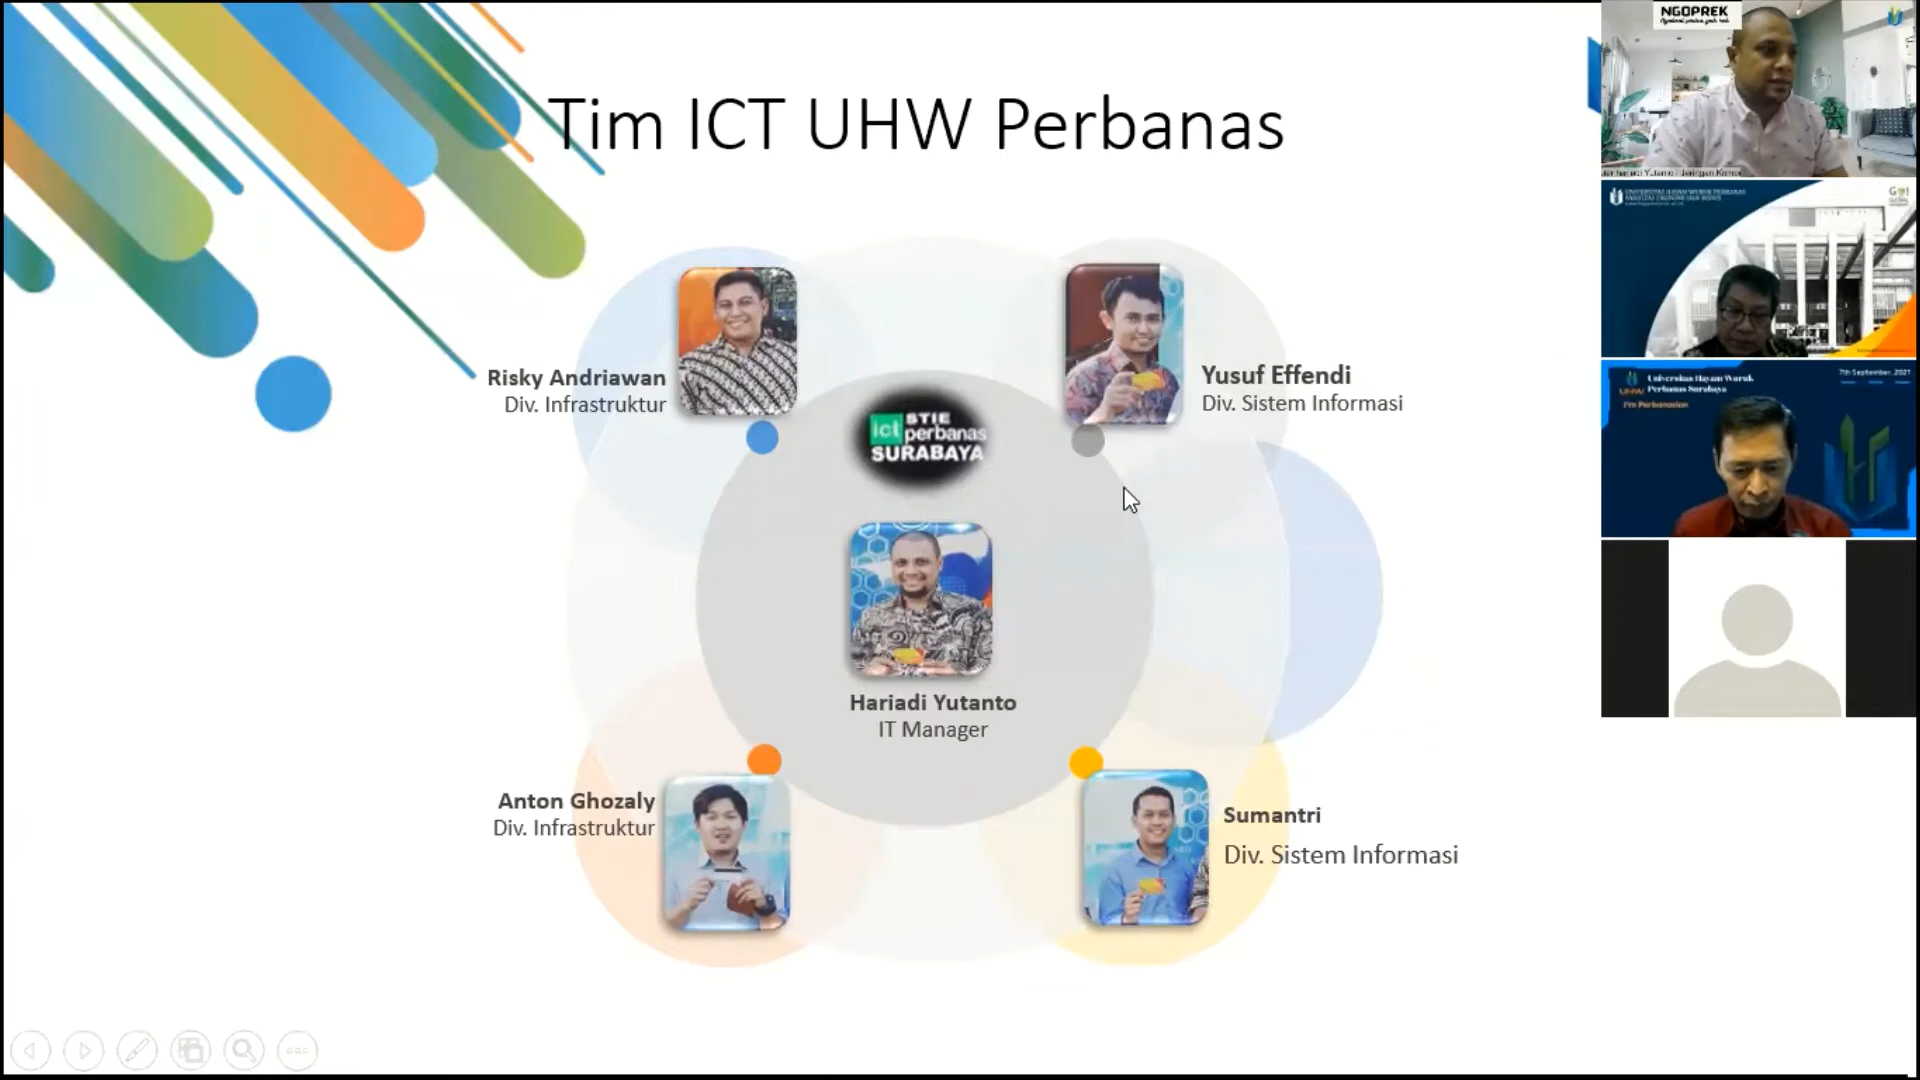 Tim ICT UHW Perbanas
Risky Andriawan
Div. Infrastruktur
Yusuf Effendi
Div. Sistem Informasi
ict
STIE
perbanas
SURABAYA
Hariadi Yutanto
IT Manager
Anton Ghozaly
Div. Infrastruktur
Sumantri
Div. Sistem Informasi
NGOPREK
UNIVERSITAS HAYAM WURUK PERBANAS
FAKULTAS EKONOMI DAN BISNIS
UHW
Universitas Hayam Wuruk
Perbanas Surabaya
I'm Perbanasian
7th September, 2021